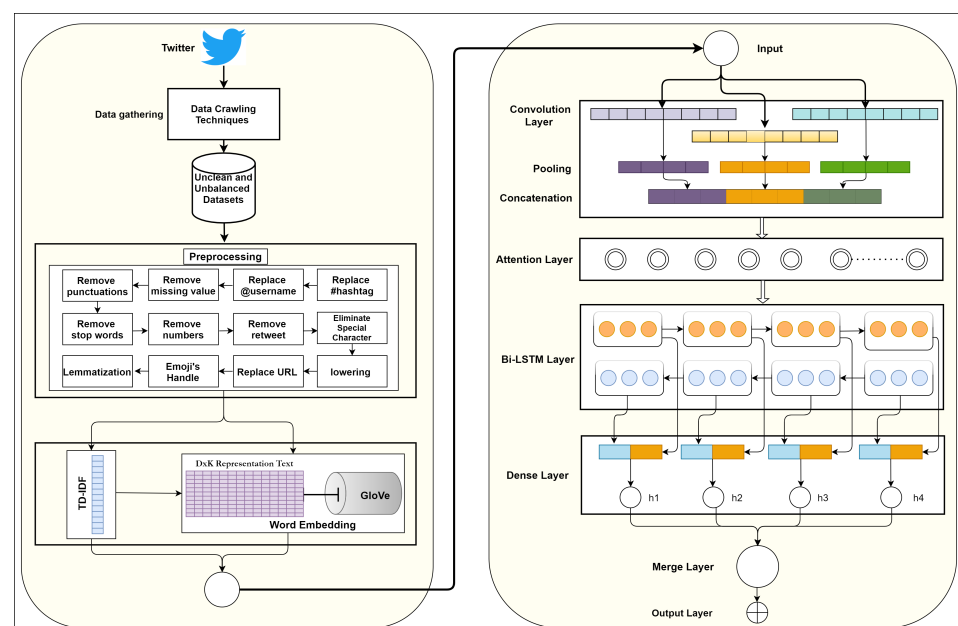 Twitter
Data gathering
Data Crawling
Techniques
Unclean and
Unbalanced
Datasets
Preprocessing
Remove
punctuations
Remove
missing value
Replace
@username
Replace
#hashtag
Remove
stop words
Remove
numbers
Remove
retweet
Eliminate
Special
Character
Lemmatization
Emoji's
Handle
Replace URL
lowering
TD-IDF
DxK Representation Text
GloVe
Word Embedding
Input
Convolution
Layer
Pooling
Concatenation
Attention Layer
Bi-LSTM Layer
Dense Layer
h1
h2
h3
h4
Merge Layer
Output Layer